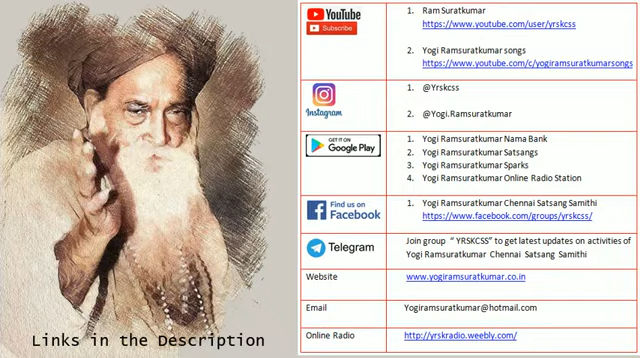 Links in the Description
YouTube
Subscribe
1. Ram Suratkumar
https://www.youtube.com/user/yrskcss
2. Yogi Ramsuratkumar songs
https://www.youtube.com/c/yogiramsuratkumarsongs
Instagram
1. @Yrskcss
2. @Yogi.Ramsuratkumar
GET IT ON
Google Play
1. Yogi Ramsuratkumar Nama Bank
2. Yogi Ramsuratkumar Satsangs
3. Yogi Ramsuratkumar Sparks
4. Yogi Ramsuratkumar Online Radio Station
Find us on
Facebook
1. Yogi Ramsuratkumar Chennai Satsang Samithi
https://www.facebook.com/groups/yrskcss/
Telegram
Join group “ YRSKCSS” to get latest updates on activities of
Yogi Ramsuratkumar Chennai Satsang Samithi
Website
www.yogiramsuratkumar.co.in
Email
Yogiramsuratkumar@hotmail.com
Online Radio
http://yrskradio.weebly.com/